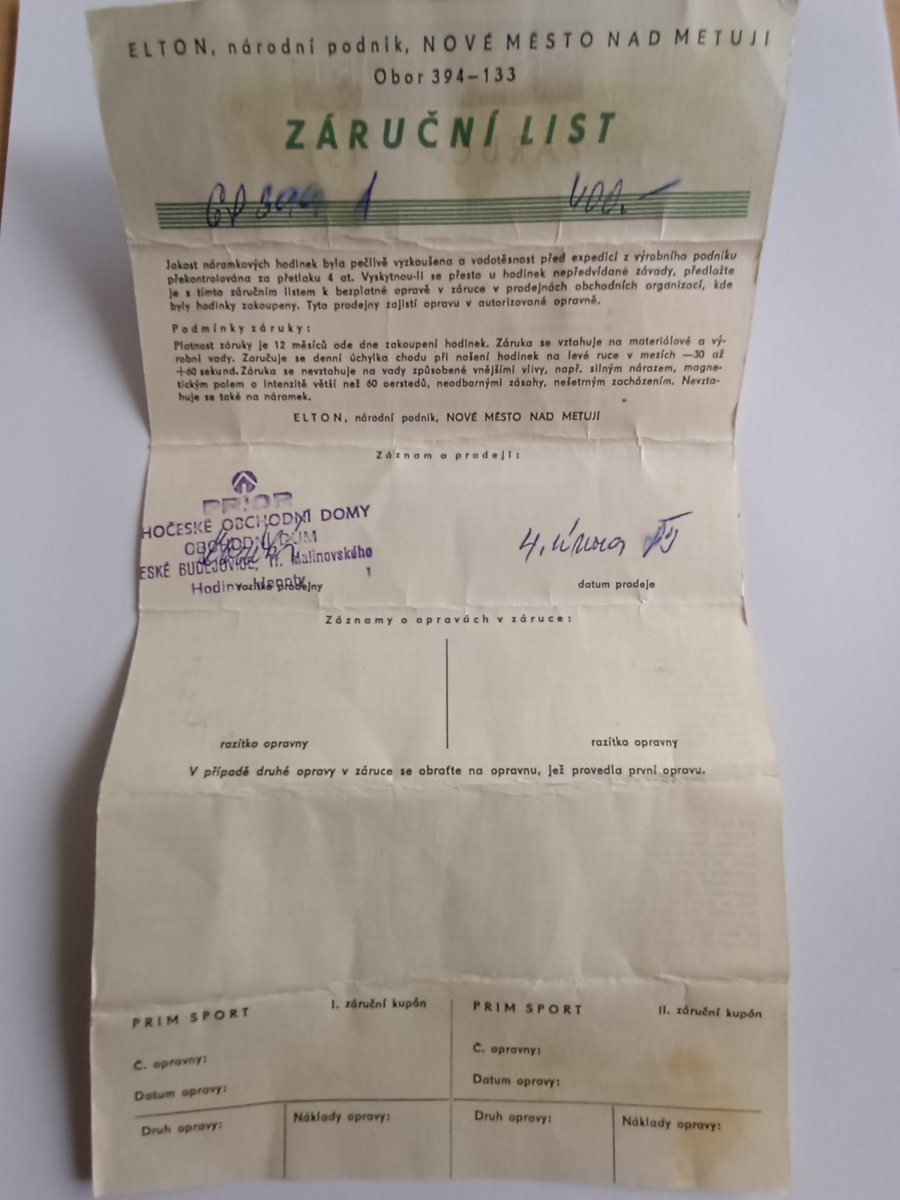 ELTON, národní podnik, NOVÉ MĚSTO NAD METUJÍ
Obor 394-133
ZÁRUČNÍ LIST
400.-
Jakost náramkových hodinek byla pečlivě vyzkoušena a vodotěsnost před expedicí z výrobního podniku
překontrolována za přetlaku 4 at. Vyskytnou-li se přesto u hodinek nepředvídané závady, předložte
je s tímto záručním listem k bezplatné opravě v záruce v prodejnách obchodních organizací, kde
byly hodinky zakoupeny. Tyto prodejny zajistí opravu v autorizované opravně.
Podmínky záruky:
Platnost záruky je 12 měsíců ode dne zakoupení hodinek. Záruka se vztahuje na materiálové a vý-
robní vady. Zaručuje se denní úchylka chodu při nošení hodinek na levé ruce v mezích —30 až
+60 sekund. Záruka se nevztahuje na vady způsobené vnějšími vlivy, např. silným nárazem, magne-
tickým polem o intenzitě větší než 60 oerstedů, neodbornými zásahy, nešetrným zacházením. Nevzta-
huje se také na náramek.
ELTON, národní podnik, NOVÉ MĚSTO NAD METUJÍ
Záznam o prodeji:
PRIOR
HOČESKÉ OBCHODNÍ DOMY
OBCHODNÍ DŮM
ESKÉ BUDĚJOVICE, tř. Malinovského
Hodiny klenoty
razítko prodejny
4. února
datum prodeje
Záznamy o opravách v záruce:
razítko opravny
razítko opravny
V případě druhé opravy v záruce se obraťte na opravnu, jež provedla první opravu.
PRIM SPORT I. záruční kupón
Č. opravny:
Datum opravy:
Druh opravy: Náklady opravy:
PRIM SPORT II. záruční kupón
Č. opravny:
Datum opravy:
Druh opravy: Náklady opravy: